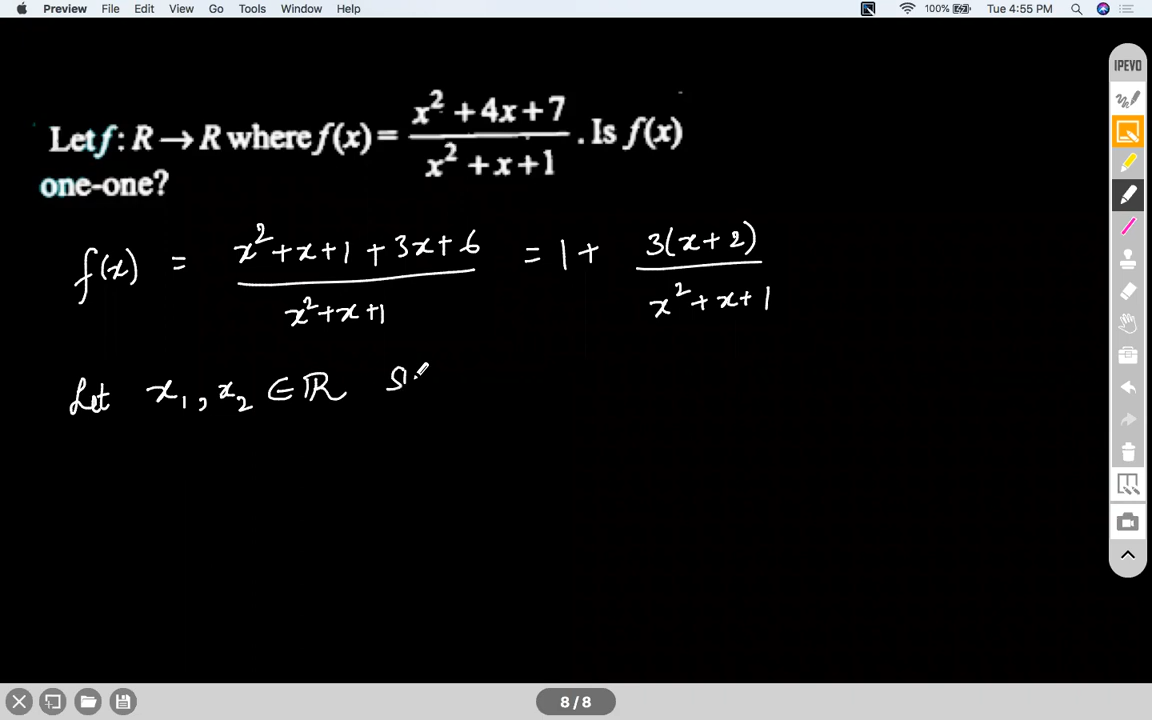 Preview File Edit View Go Tools Window Help 100% Tue 4:55 PM
IPEVO
Let f : R → R where f(x) = (x² + 4x + 7)/(x² + x + 1). Is f(x)
one-one?
f(x) = (x² + x + 1 + 3x + 6)/(x² + x + 1) = 1 + 3(x + 2)/(x² + x + 1)
Let x₁, x₂ ∈ ℝ
8 / 8